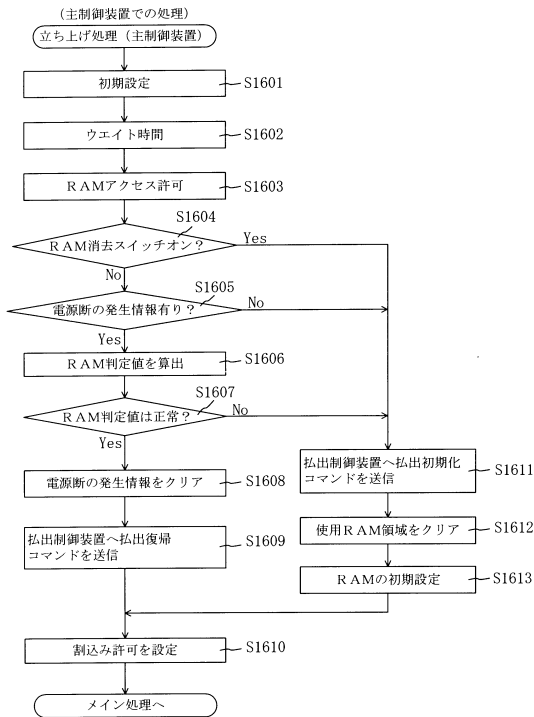 （主制御装置での処理）
立ち上げ処理（主制御装置）
初期設定
S1601
ウエイト時間
S1602
ＲＡＭアクセス許可
S1603
S1604
ＲＡＭ消去スイッチオン？
Yes
No
S1605
電源断の発生情報有り？
No
Yes
ＲＡＭ判定値を算出
S1606
S1607
ＲＡＭ判定値は正常？
No
Yes
電源断の発生情報をクリア
S1608
払出制御装置へ払出復帰
コマンドを送信
S1609
払出制御装置へ払出初期化
コマンドを送信
S1611
使用ＲＡＭ領域をクリア
S1612
ＲＡＭの初期設定
S1613
割込み許可を設定
S1610
メイン処理へ